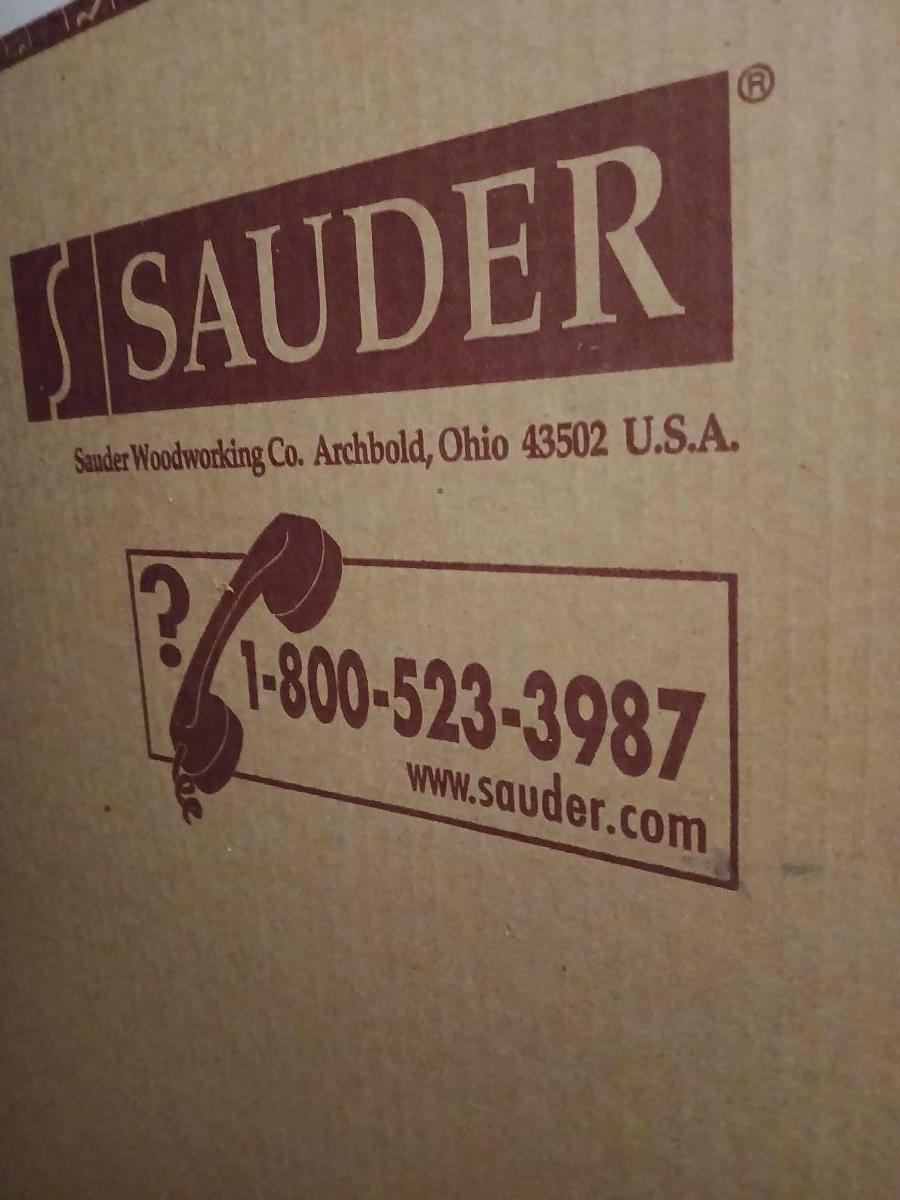 S SAUDER®
Sauder Woodworking Co. Archbold, Ohio 43502 U.S.A.
?
1-800-523-3987
www.sauder.com